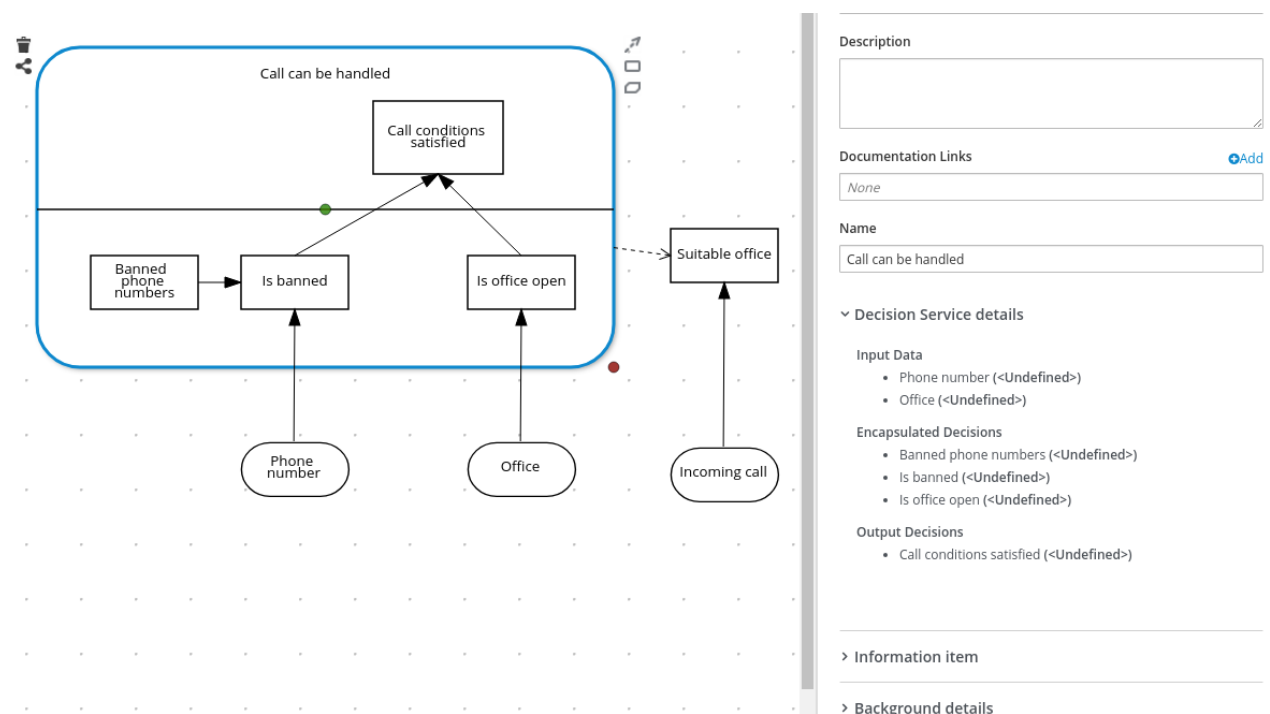 Call can be handled
Call conditions
satisfied
Banned
phone
numbers
Is banned
Is office open
Suitable office
Phone
number
Office
Incoming call
Description
Documentation Links
Add
None
Name
Call can be handled
Decision Service details
Input Data
Phone number (<Undefined>)
Office (<Undefined>)
Encapsulated Decisions
Banned phone numbers (<Undefined>)
Is banned (<Undefined>)
Is office open (<Undefined>)
Output Decisions
Call conditions satisfied (<Undefined>)
Information item
Background details